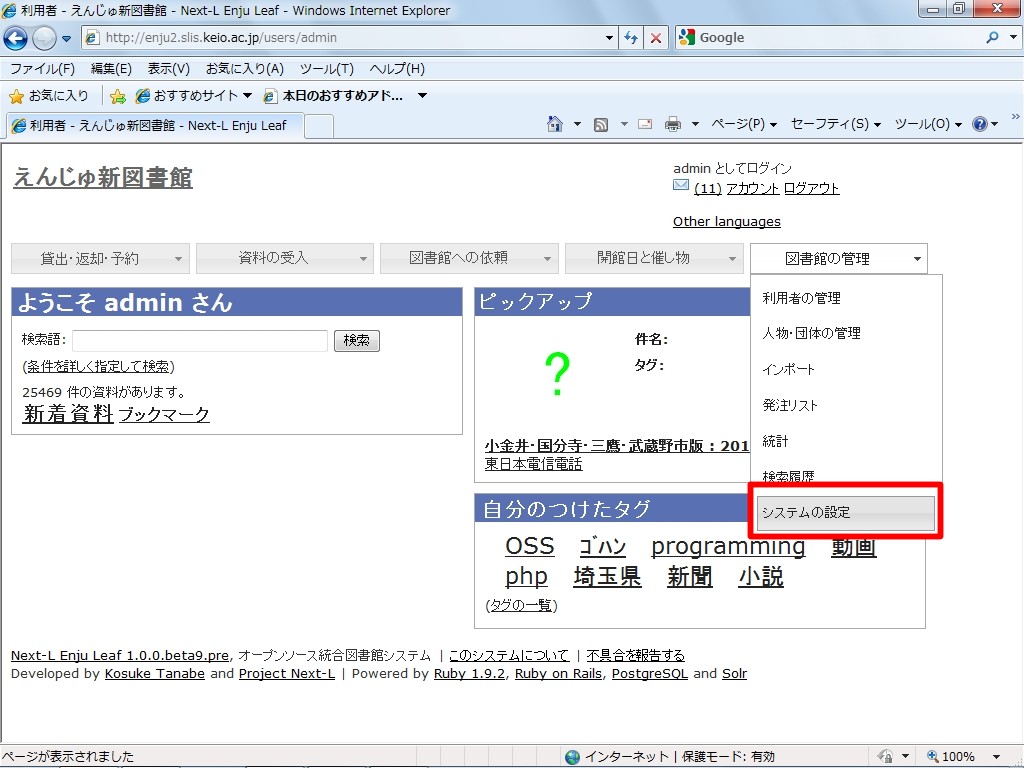 利用者 - えんじゅ新図書館 - Next-L Enju Leaf - Windows Internet Explorer
http://enju2.slis.keio.ac.jp/users/admin
Google
ファイル(F) 編集(E) 表示(V) お気に入り(A) ツール(T) ヘルプ(H)
お気に入り おすすめサイト 本日のおすすめアド...
利用者 - えんじゅ新図書館 - Next-L Enju Leaf ページ(P) セーフティ(S) ツール(O)
えんじゅ新図書館
admin としてログイン
(11) アカウント ログアウト
Other languages
貸出・返却・予約 資料の受入 図書館への依頼 開館日と催し物 図書館の管理
利用者の管理
人物・団体の管理
インポート
発注リスト
統計
検索履歴
システムの設定
ようこそ admin さん
検索語: 検索
(条件を詳しく指定して検索)
25469 件の資料があります。
新着資料 ブックマーク
ピックアップ
?
件名:
タグ:
小金井・国分寺・三鷹・武蔵野市版 : 201
東日本電信電話
自分のつけたタグ
OSS ゴハン programming 動画
php 埼玉県 新聞 小説
(タグの一覧)
Next-L Enju Leaf 1.0.0.beta9.pre, オープンソース統合図書館システム | このシステムについて | 不具合を報告する
Developed by Kosuke Tanabe and Project Next-L | Powered by Ruby 1.9.2, Ruby on Rails, PostgreSQL and Solr
ページが表示されました インターネット | 保護モード: 有効 100%